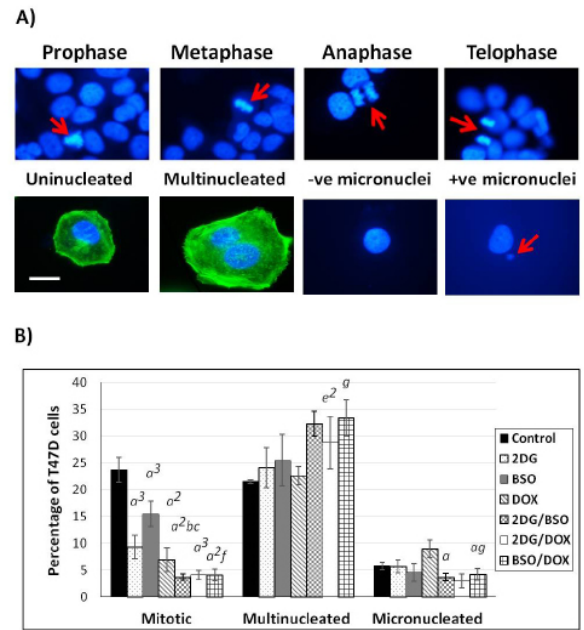 A)
Prophase Metaphase Anaphase Telophase
Uninucleated Multinucleated -ve micronuclei +ve micronuclei
B)
Percentage of T47D cells
40
35
30
25
20
15
10
5
0
a³
a³
a²
a²bc
a³
a²f
e²
g
a
ag
Mitotic Multinucleated Micronucleated
Control
2DG
BSO
DOX
2DG/BSO
2DG/DOX
BSO/DOX